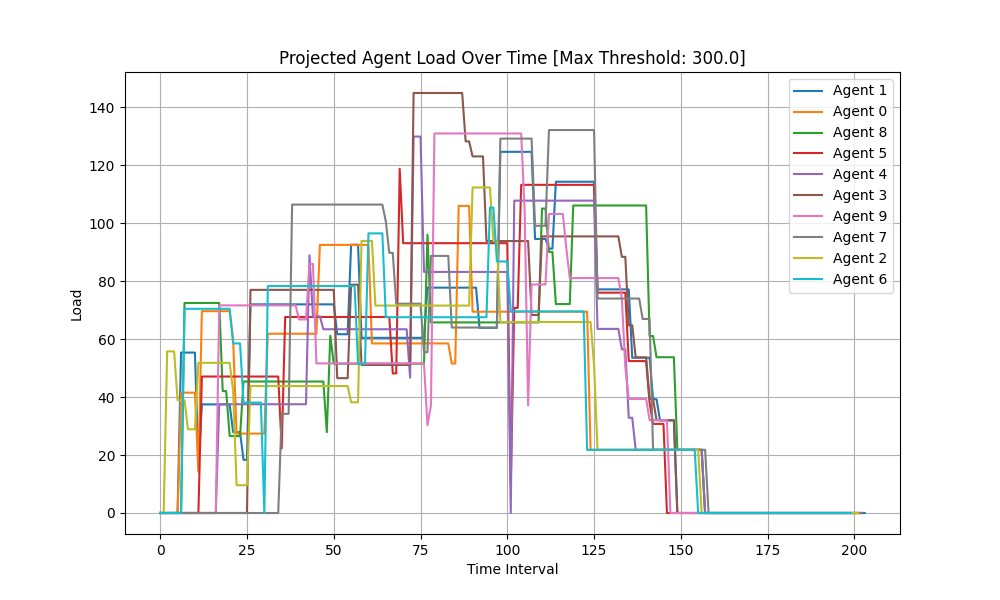 Projected Agent Load Over Time [Max Threshold: 300.0]
Load
140
120
100
80
60
40
20
0
0 25 50 75 100 125 150 175 200
Time Interval
Agent 1
Agent 0
Agent 8
Agent 5
Agent 4
Agent 3
Agent 9
Agent 7
Agent 2
Agent 6